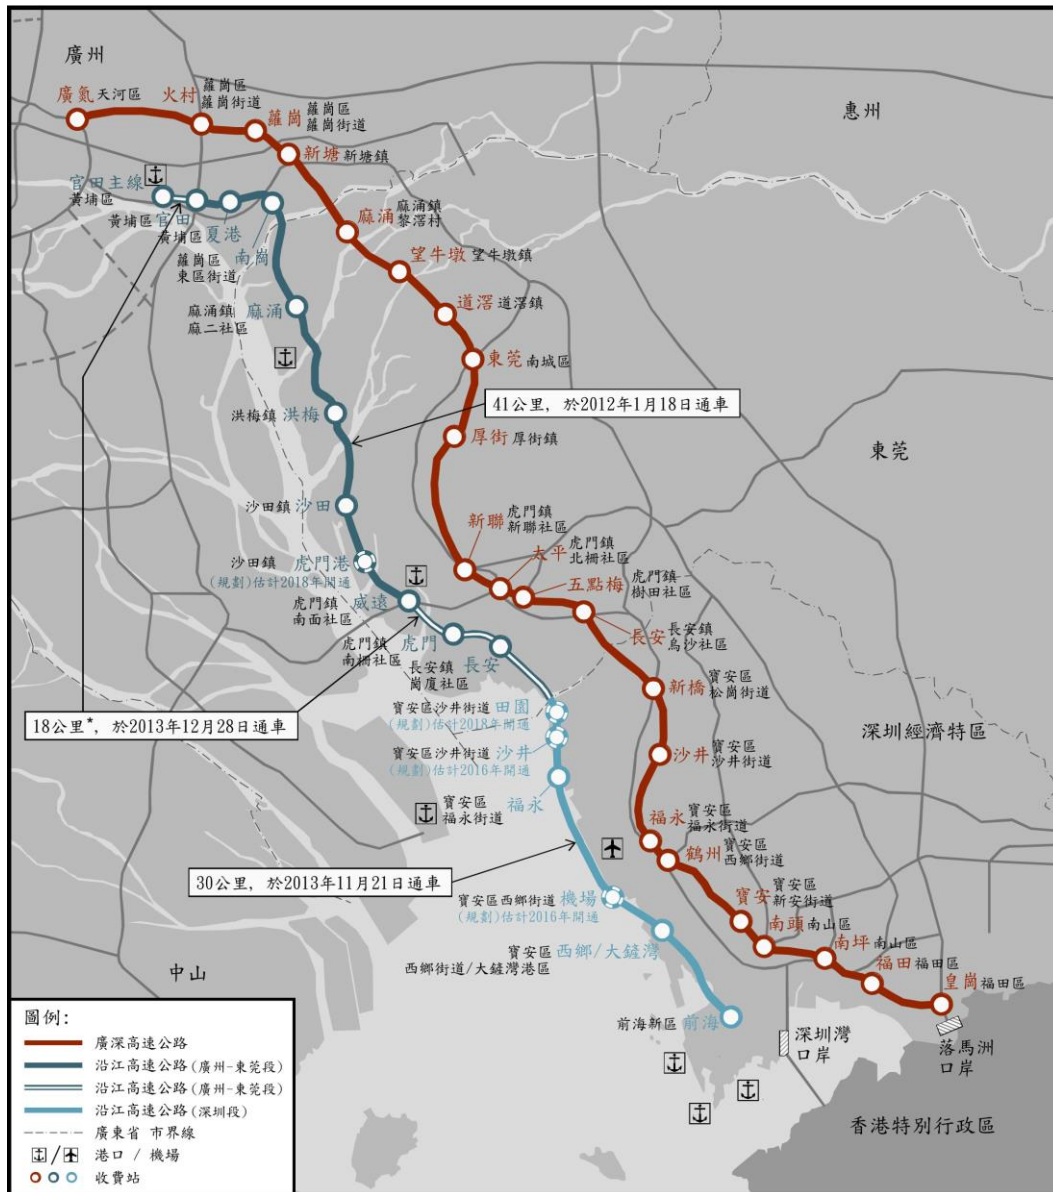 廣州
惠州
東莞
深圳經濟特區
中山
香港特別行政區
廣氮 天河區
火村 蘿崗區
蘿崗街道
蘿崗 蘿崗區
蘿崗街道
新塘 新塘鎮
麻涌 麻涌鎮
黎滘村
望牛墩 望牛墩鎮
道滘 道滘鎮
東莞 南城區
厚街 厚街鎮
新聯 虎門鎮
新聯社區
太平 虎門鎮
北柵社區
五點梅 虎門鎮
樹田社區
長安 長安鎮
烏沙社區
新橋 寶安區
松崗街道
沙井 寶安區
沙井街道
福永 寶安區
福永街道
鶴州 寶安區
西鄉街道
寶安 寶安區
新安街道
南頭 南山區
南坪 南山區
福田 福田區
皇崗 福田區
落馬洲
口岸
深圳灣
口岸
官田主線
黃埔區
黃埔區 官田
黃埔區 夏港
蘿崗區
東區街道
南崗
麻涌鎮
麻二社區
麻涌
洪梅鎮 洪梅
沙田鎮 沙田
沙田鎮 虎門港
(規劃)估計2018年開通
虎門鎮
南面社區
威遠
虎門鎮
南柵社區
虎門
長安鎮
崗廈社區
長安
寶安區沙井街道 田園
(規劃)估計2018年開通
寶安區沙井街道 沙井
(規劃)估計2016年開通
寶安區
福永街道
福永
寶安區西鄉街道 機場
(規劃)估計2016年開通
寶安區
西鄉街道/大鏟灣港區
西鄉/大鏟灣
前海新區 前海
41公里, 於2012年1月18日通車
18公里*, 於2013年12月28日通車
30公里, 於2013年11月21日通車
圖例:
廣深高速公路
沿江高速公路(廣州-東莞段)
沿江高速公路(廣州-東莞段)
沿江高速公路(深圳段)
廣東省 市界線
/ 港口 / 機場
收費站